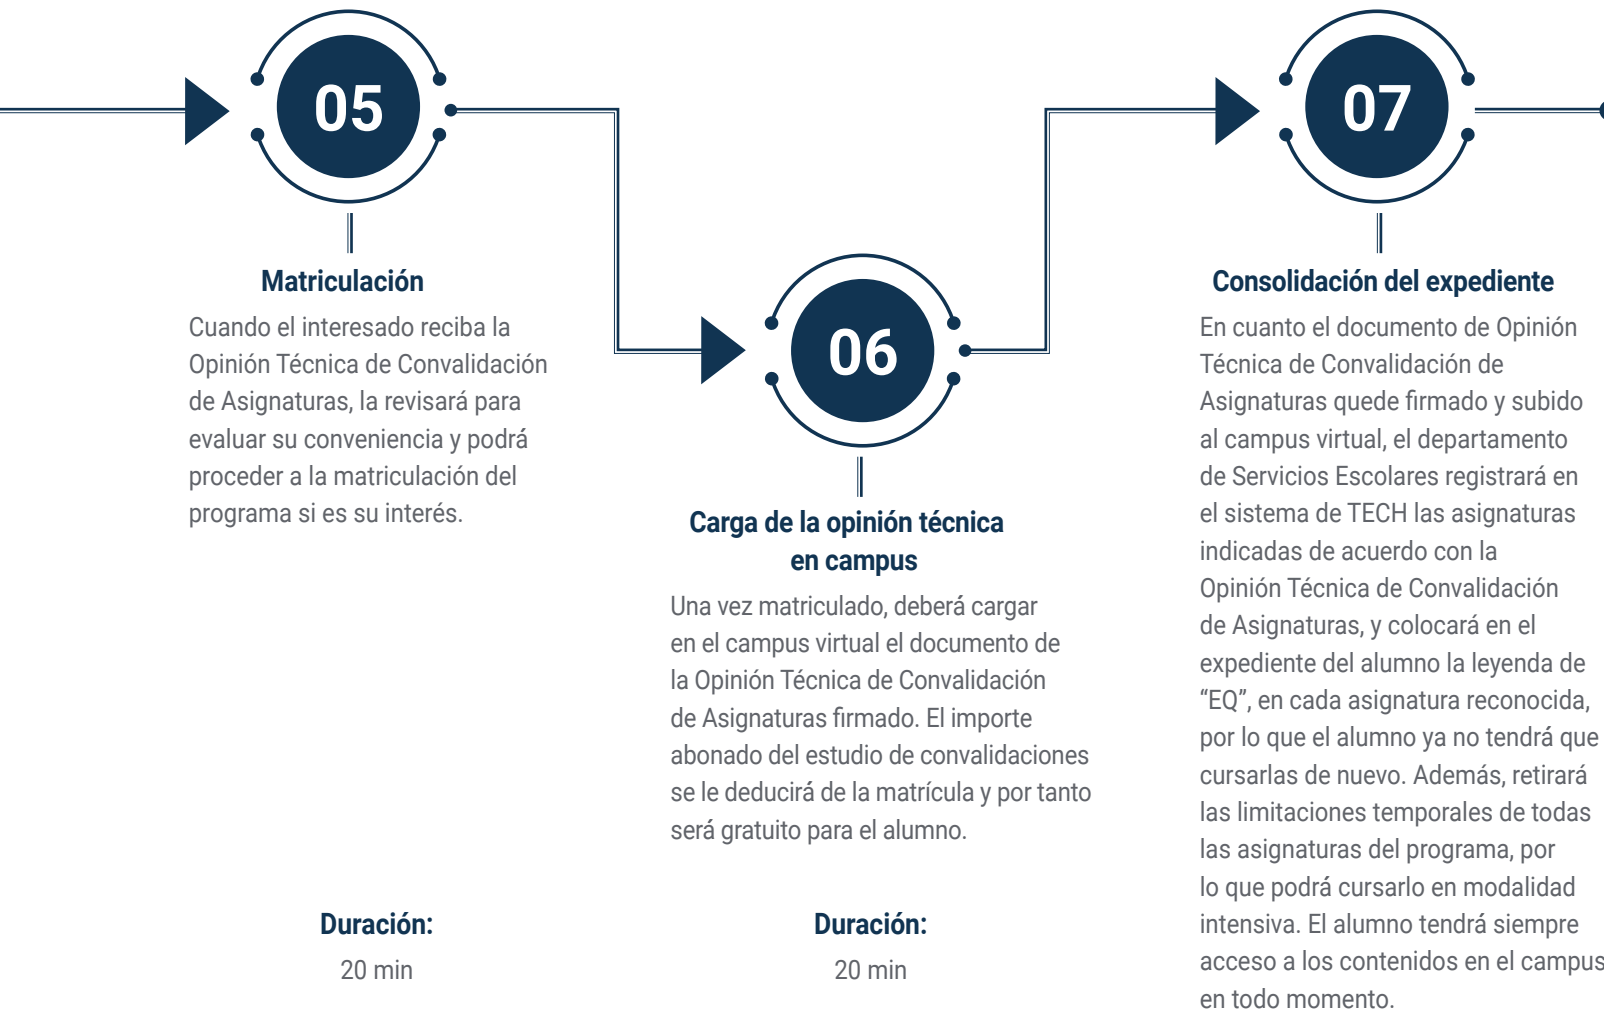 05
Matriculación
Cuando el interesado reciba la
Opinión Técnica de Convalidación
de Asignaturas, la revisará para
evaluar su conveniencia y podrá
proceder a la matriculación del
programa si es su interés.
Duración:
20 min
06
Carga de la opinión técnica
en campus
Una vez matriculado, deberá cargar
en el campus virtual el documento de
la Opinión Técnica de Convalidación
de Asignaturas firmado. El importe
abonado del estudio de convalidaciones
se le deducirá de la matrícula y por tanto
será gratuito para el alumno.
Duración:
20 min
07
Consolidación del expediente
En cuanto el documento de Opinión
Técnica de Convalidación de
Asignaturas quede firmado y subido
al campus virtual, el departamento
de Servicios Escolares registrará en
el sistema de TECH las asignaturas
indicadas de acuerdo con la
Opinión Técnica de Convalidación
de Asignaturas, y colocará en el
expediente del alumno la leyenda de
“EQ”, en cada asignatura reconocida,
por lo que el alumno ya no tendrá que
cursarlas de nuevo. Además, retirará
las limitaciones temporales de todas
las asignaturas del programa, por
lo que podrá cursarlo en modalidad
intensiva. El alumno tendrá siempre
acceso a los contenidos en el campus
en todo momento.